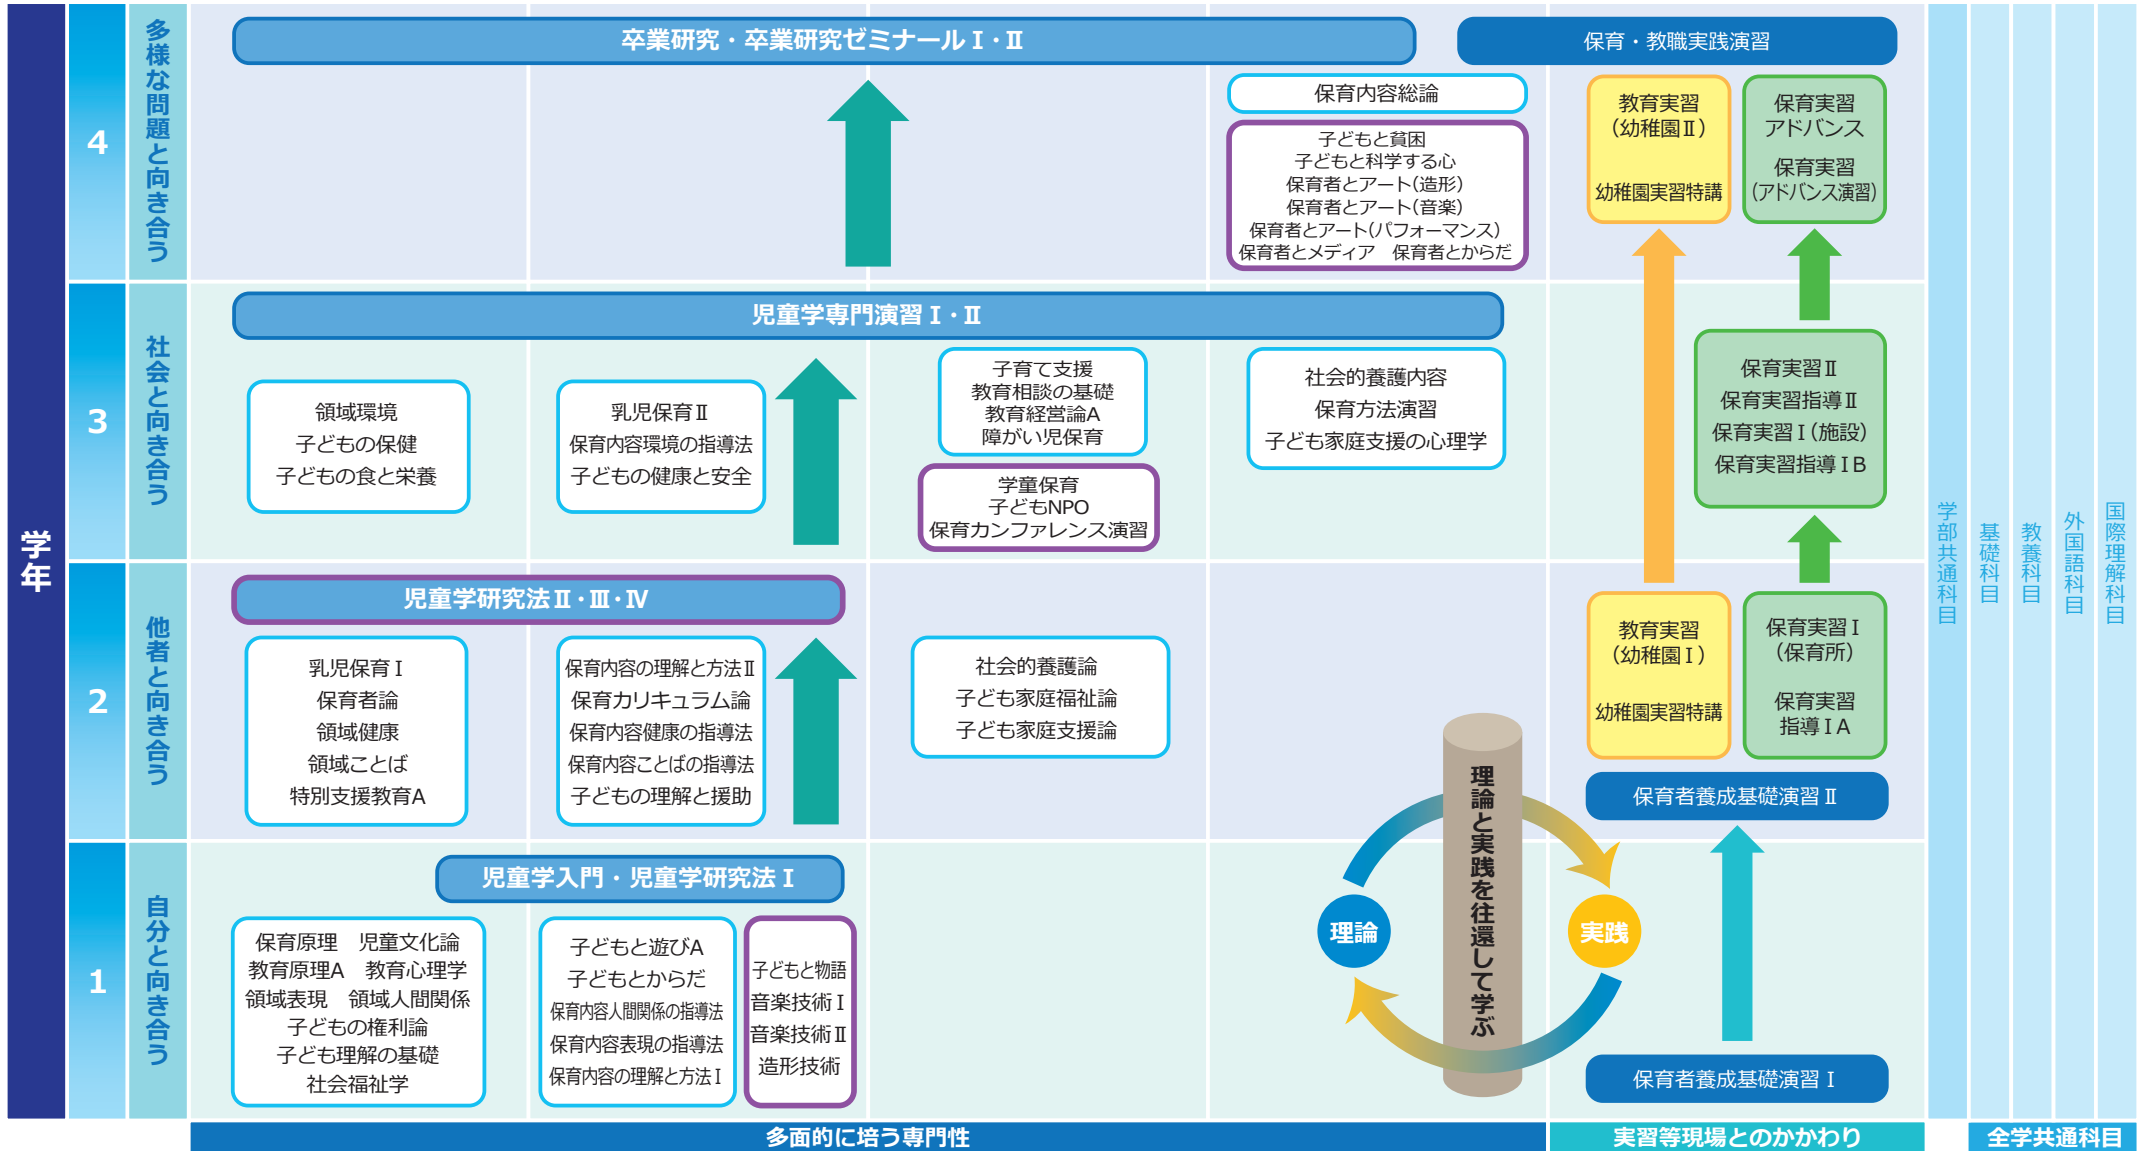 学年
4
多様な問題と向き合う
卒業研究・卒業研究ゼミナールⅠ・Ⅱ
保育・教職実践演習
保育内容総論
子どもと貧困
子どもと科学する心
保育者とアート(造形)
保育者とアート(音楽)
保育者とアート(パフォーマンス)
保育者とメディア　保育者とからだ
教育実習
(幼稚園Ⅱ)
幼稚園実習特講
保育実習
アドバンス
保育実習
(アドバンス演習)
3
社会と向き合う
児童学専門演習Ⅰ・Ⅱ
領域環境
子どもの保健
子どもの食と栄養
乳児保育Ⅱ
保育内容環境の指導法
子どもの健康と安全
子育て支援
教育相談の基礎
教育経営論A
障がい児保育
学童保育
子どもNPO
保育カンファレンス演習
社会的養護内容
保育方法演習
子ども家庭支援の心理学
保育実習Ⅱ
保育実習指導Ⅱ
保育実習Ⅰ(施設)
保育実習指導ⅠB
2
他者と向き合う
児童学研究法Ⅱ・Ⅲ・Ⅳ
乳児保育Ⅰ
保育者論
領域健康
領域ことば
特別支援教育A
保育内容の理解と方法Ⅱ
保育カリキュラム論
保育内容健康の指導法
保育内容ことばの指導法
子どもの理解と援助
社会的養護論
子ども家庭福祉論
子ども家庭支援論
教育実習
(幼稚園Ⅰ)
幼稚園実習特講
保育実習Ⅰ
(保育所)
保育実習
指導ⅠA
保育者養成基礎演習Ⅱ
1
自分と向き合う
児童学入門・児童学研究法Ⅰ
保育原理　児童文化論
教育原理A　教育心理学
領域表現　領域人間関係
子どもの権利論
子ども理解の基礎
社会福祉学
子どもと遊びA
子どもとからだ
保育内容人間関係の指導法
保育内容表現の指導法
保育内容の理解と方法Ⅰ
子どもと物語
音楽技術Ⅰ
音楽技術Ⅱ
造形技術
理論
理論と実践を往還して学ぶ
実践
保育者養成基礎演習Ⅰ
学部共通科目
基礎科目
教養科目
外国語科目
国際理解科目
多面的に培う専門性
実習等現場とのかかわり
全学共通科目